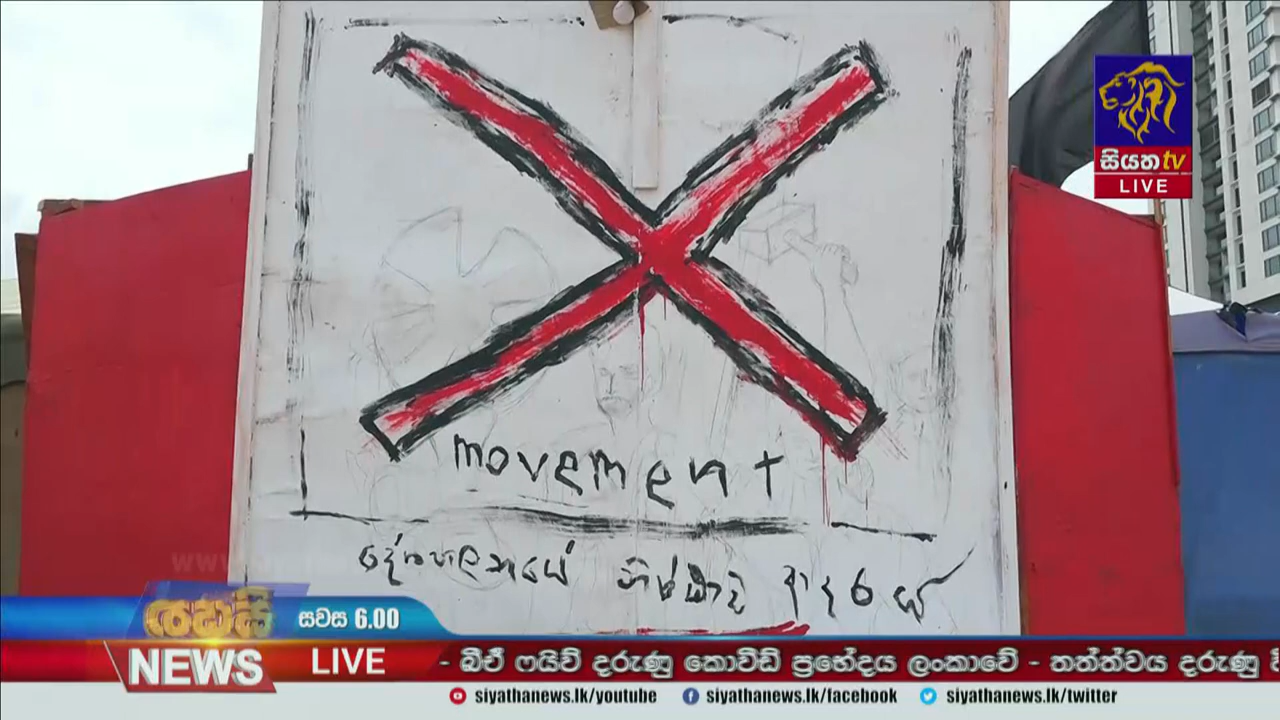 සියත tv
LIVE
movement
දේශපාලනයේ
ආදරය
සවස 6.00
NEWS LIVE
- බීඒ ෆයිව් දරුණු කොවිඩ් ප්‍රභේදය ලංකාවේ - තත්ත්වය දරුණු
siyathanews.lk/youtube siyathanews.lk/facebook siyathanews.lk/twitter